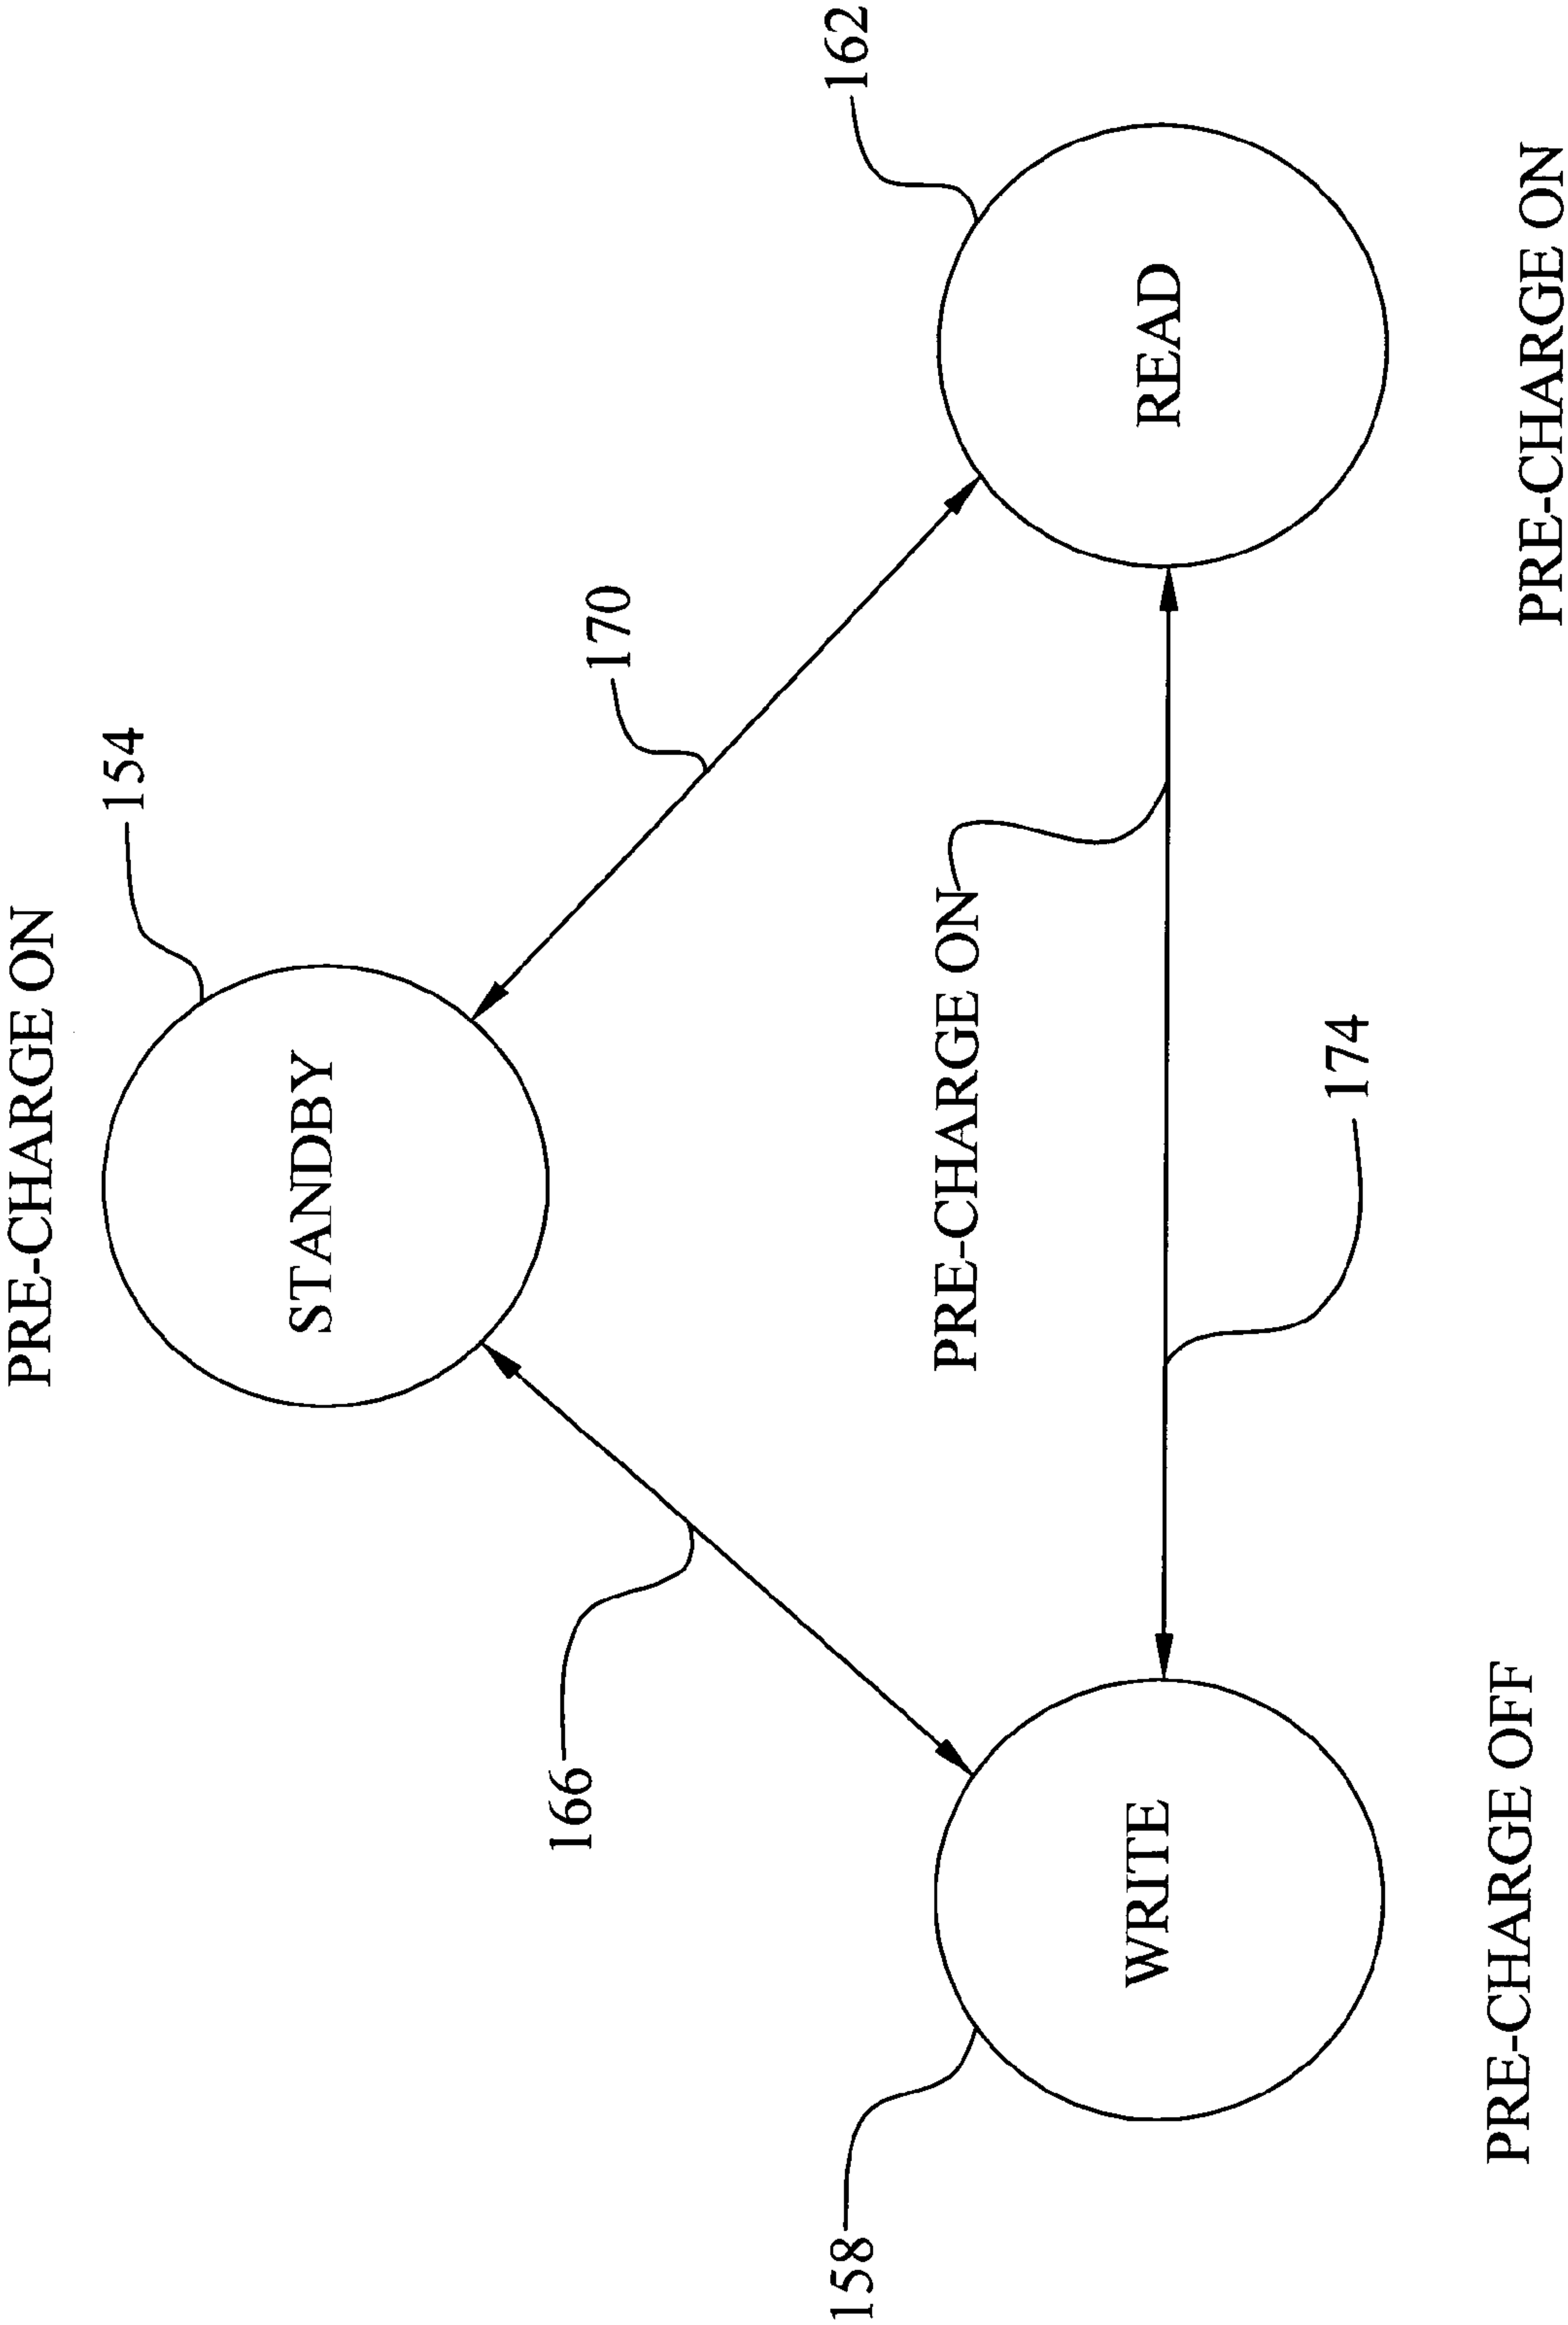 PRE-CHARGE ON
154
STANDBY
170
166
162
PRE-CHARGE ON
158
WRITE
READ
174
PRE-CHARGE OFF
PRE-CHARGE ON